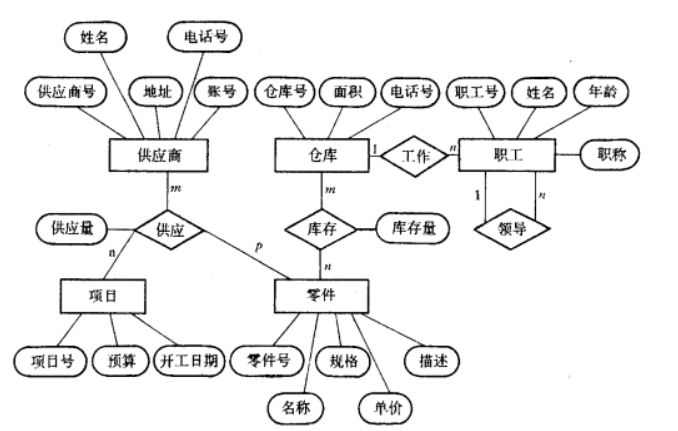 姓名 电话号
供应商号 地址 账号 仓库号 面积 电话号 职工号 姓名 年龄
供应商 仓库 1 工作 n 职工 职称
m m 1 n
供应量 供应 库存 库存量 领导
n p n
项目 零件
项目号 预算 开工日期 零件号 规格 描述
名称 单价